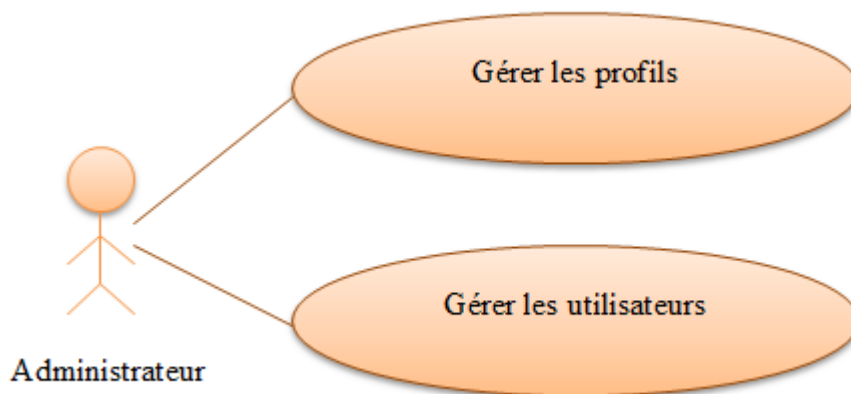 Gérer les profils
Gérer les utilisateurs
Administrateur